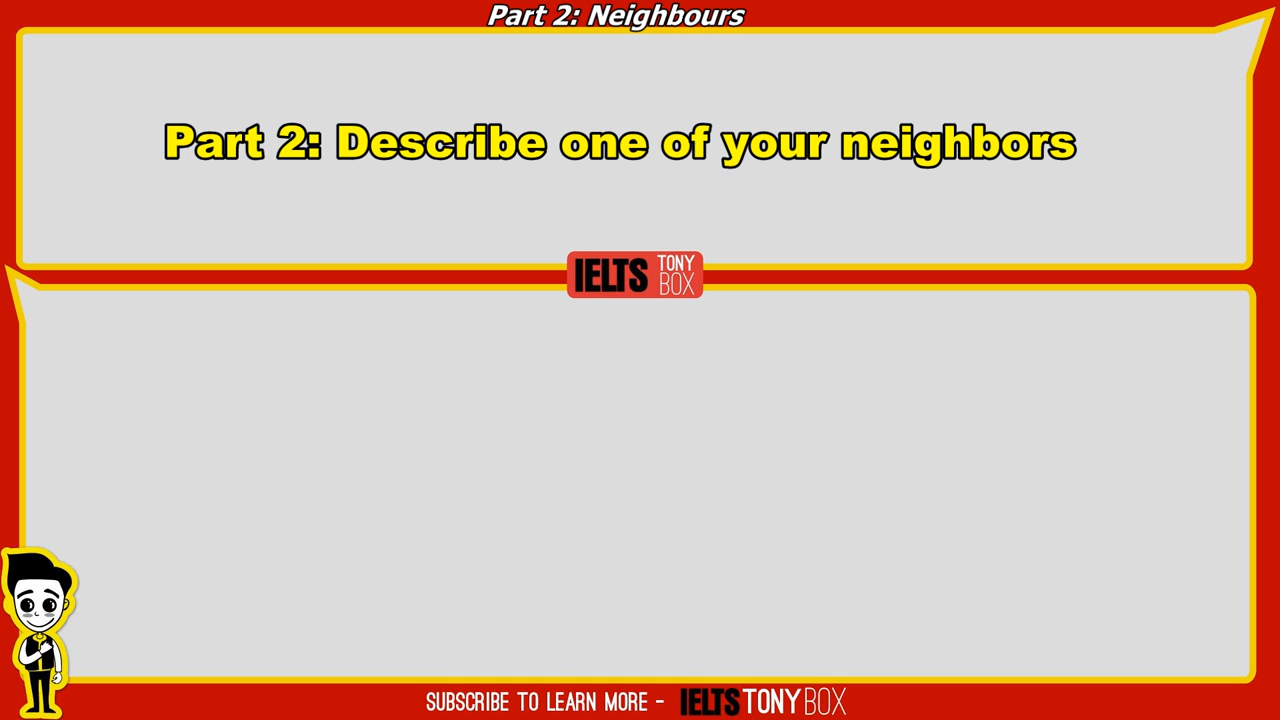 Part 2: Neighbours
Part 2: Describe one of your neighbors
IELTS TONY BOX
SUBSCRIBE TO LEARN MORE - IELTSTONYBOX